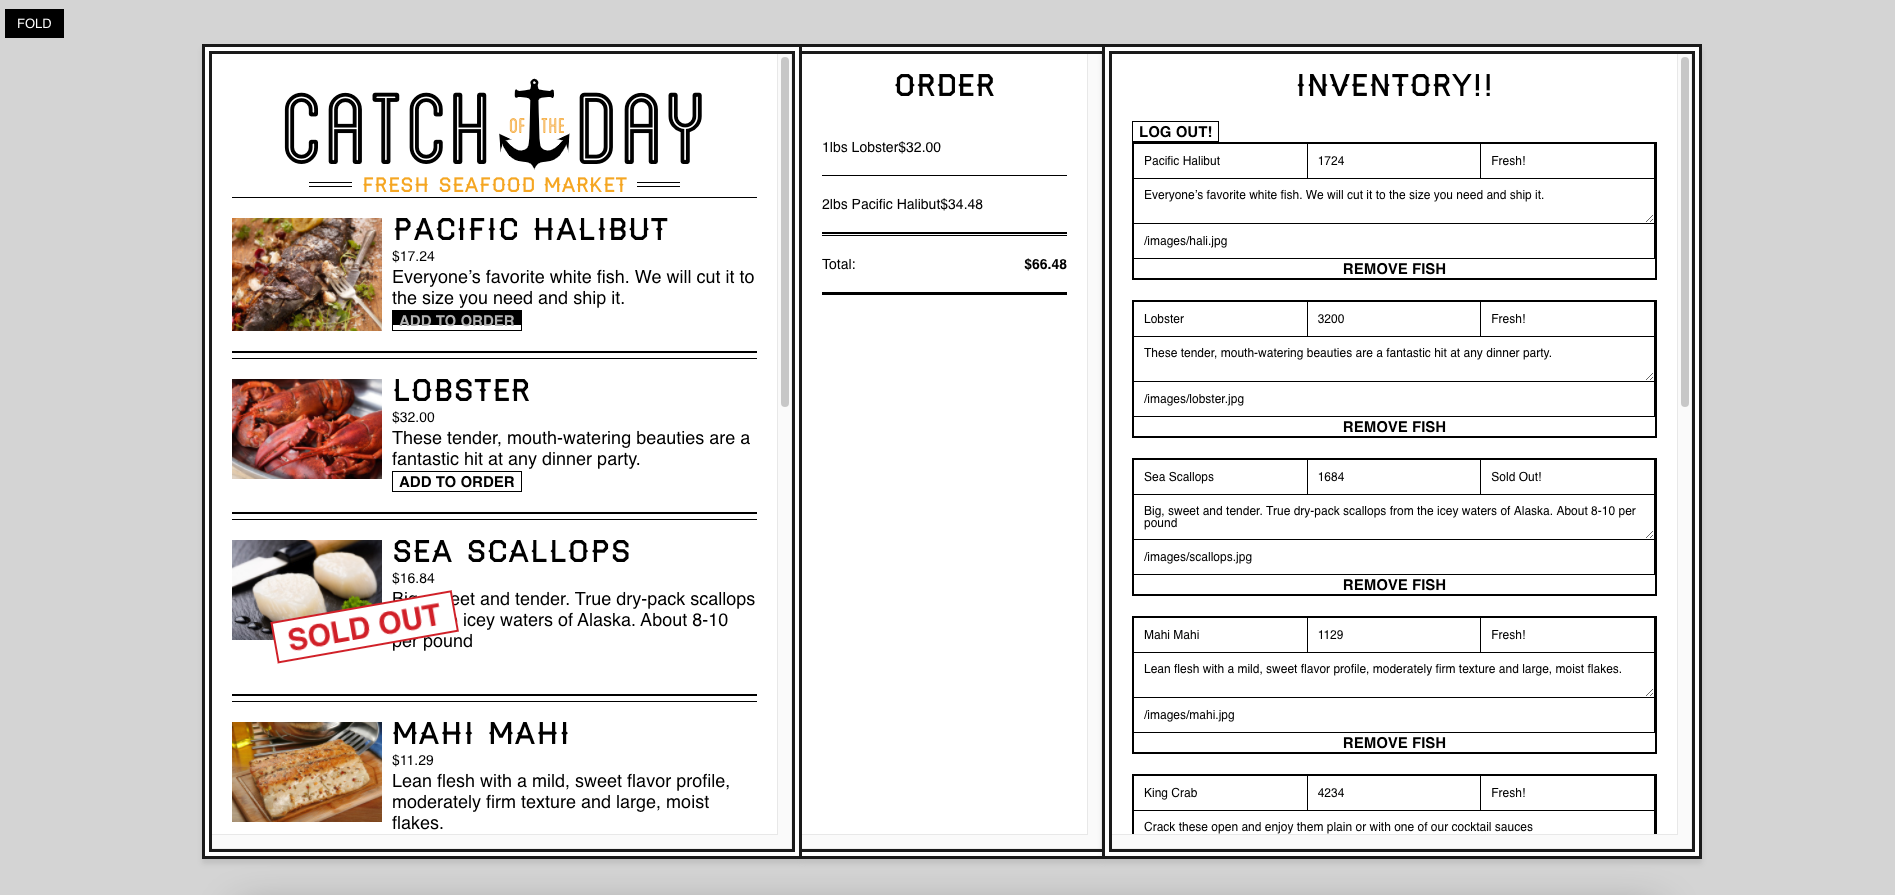 FOLD
CATCH OF THE DAY
FRESH SEAFOOD MARKET
PACIFIC HALIBUT
$17.24
Everyone’s favorite white fish. We will cut it to
the size you need and ship it.
ADD TO ORDER
LOBSTER
$32.00
These tender, mouth-watering beauties are a
fantastic hit at any dinner party.
ADD TO ORDER
SEA SCALLOPS
$16.84
eet and tender. True dry-pack scallops
icey waters of Alaska. About 8-10
per pound
SOLD OUT
MAHI MAHI
$11.29
Lean flesh with a mild, sweet flavor profile,
moderately firm texture and large, moist
flakes.
ORDER
1lbs Lobster$32.00
2lbs Pacific Halibut$34.48
Total: $66.48
INVENTORY!!
LOG OUT!
Pacific Halibut 1724 Fresh!
Everyone’s favorite white fish. We will cut it to the size you need and ship it.
/images/hali.jpg
REMOVE FISH
Lobster 3200 Fresh!
These tender, mouth-watering beauties are a fantastic hit at any dinner party.
/images/lobster.jpg
REMOVE FISH
Sea Scallops 1684 Sold Out!
Big, sweet and tender. True dry-pack scallops from the icey waters of Alaska. About 8-10 per
pound
/images/scallops.jpg
REMOVE FISH
Mahi Mahi 1129 Fresh!
Lean flesh with a mild, sweet flavor profile, moderately firm texture and large, moist flakes.
/images/mahi.jpg
REMOVE FISH
King Crab 4234 Fresh!
Crack these open and enjoy them plain or with one of our cocktail sauces